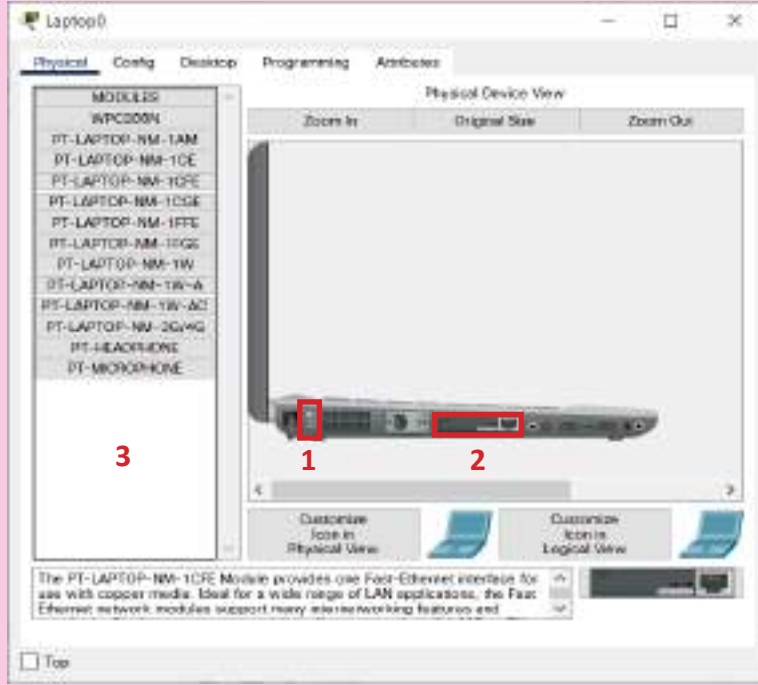 Laptop0
Physical Config Desktop Programming Attributes
MODULES
WPC300N
PT-LAPTOP-NM-1AM
PT-LAPTOP-NM-1CE
PT-LAPTOP-NM-1CFE
PT-LAPTOP-NM-1CGE
PT-LAPTOP-NM-1FFE
PT-LAPTOP-NM-1FGE
PT-LAPTOP-NM-1W
PT-LAPTOP-NM-1W-A
PT-LAPTOP-NM-1W-AC
PT-LAPTOP-NM-3G/4G
PT-HEADPHONE
PT-MICROPHONE
3
Physical Device View
Zoom In Original Size Zoom Out
1 2
Customize
Icon in
Physical View
Customize
Icon in
Logical View
The PT-LAPTOP-NM-1CFE Module provides one Fast-Ethernet interface for
use with copper media. Ideal for a wide range of LAN applications, the Fast
Ethernet network modules support many internetworking features and
Top